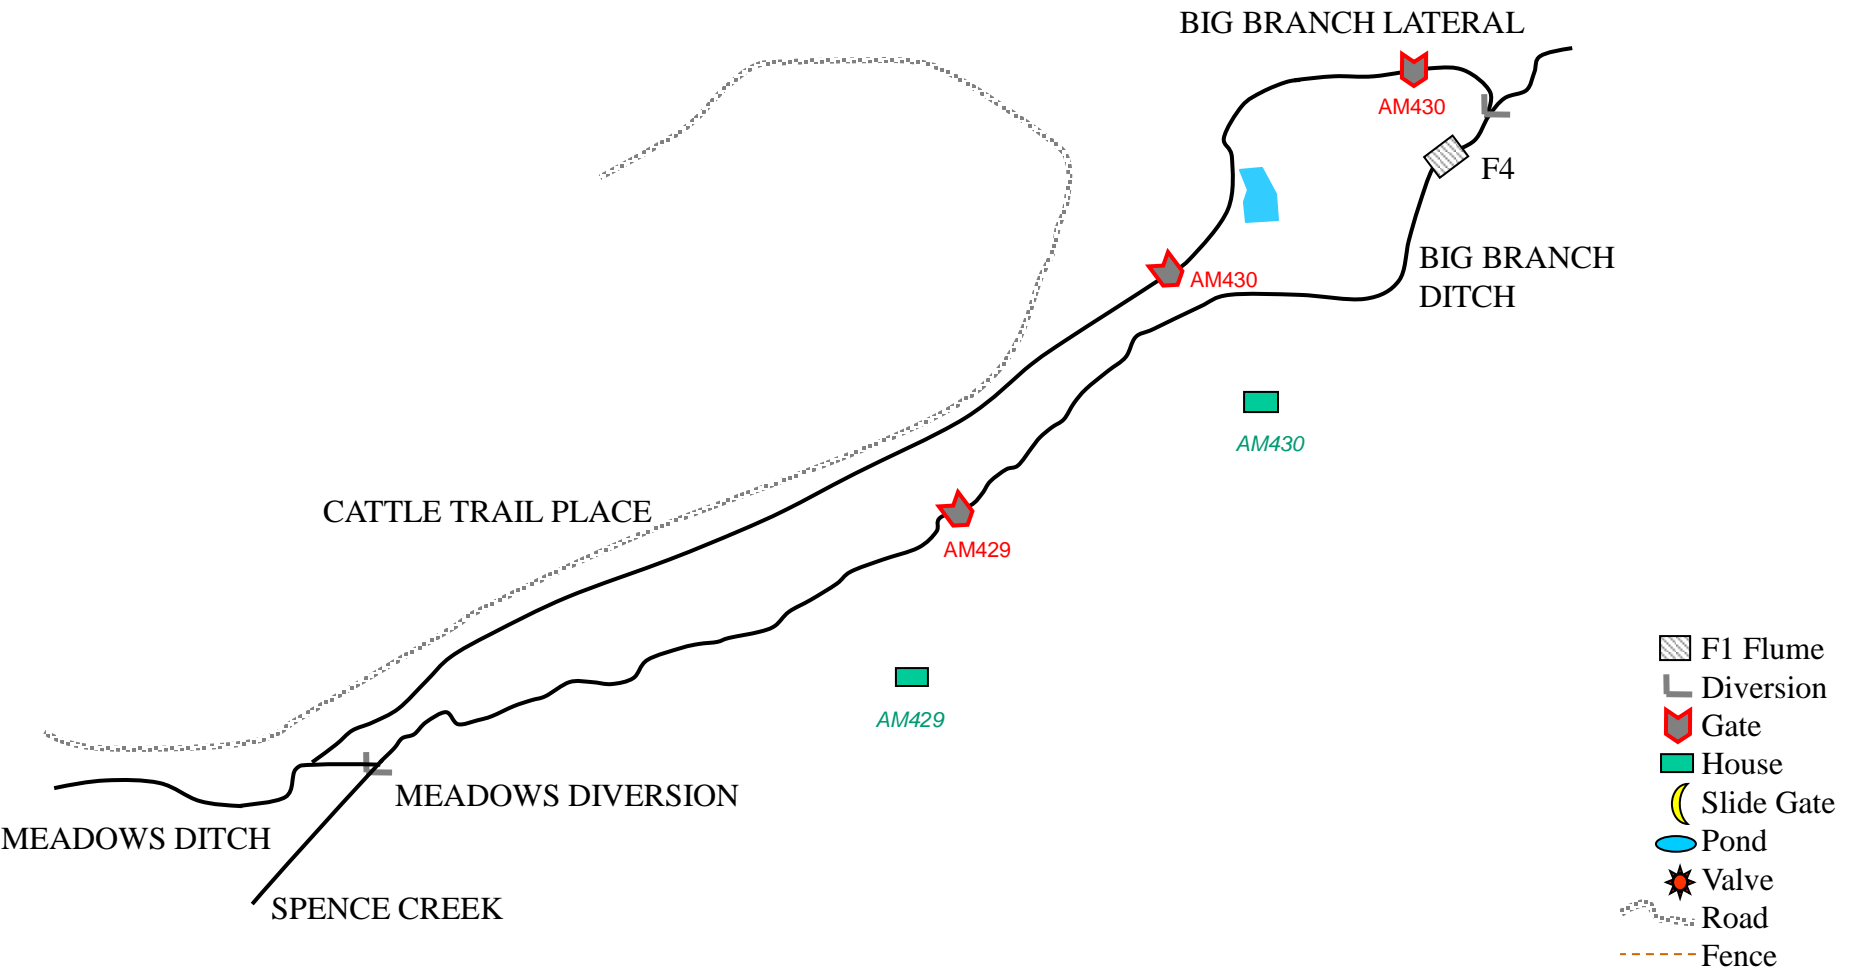 BIG BRANCH LATERAL
AM430
F4
BIG BRANCH
DITCH
AM430
AM430
CATTLE TRAIL PLACE
AM429
AM429
MEADOWS DIVERSION
MEADOWS DITCH
SPENCE CREEK
F1 Flume
Diversion
Gate
House
Slide Gate
Pond
Valve
Road
Fence